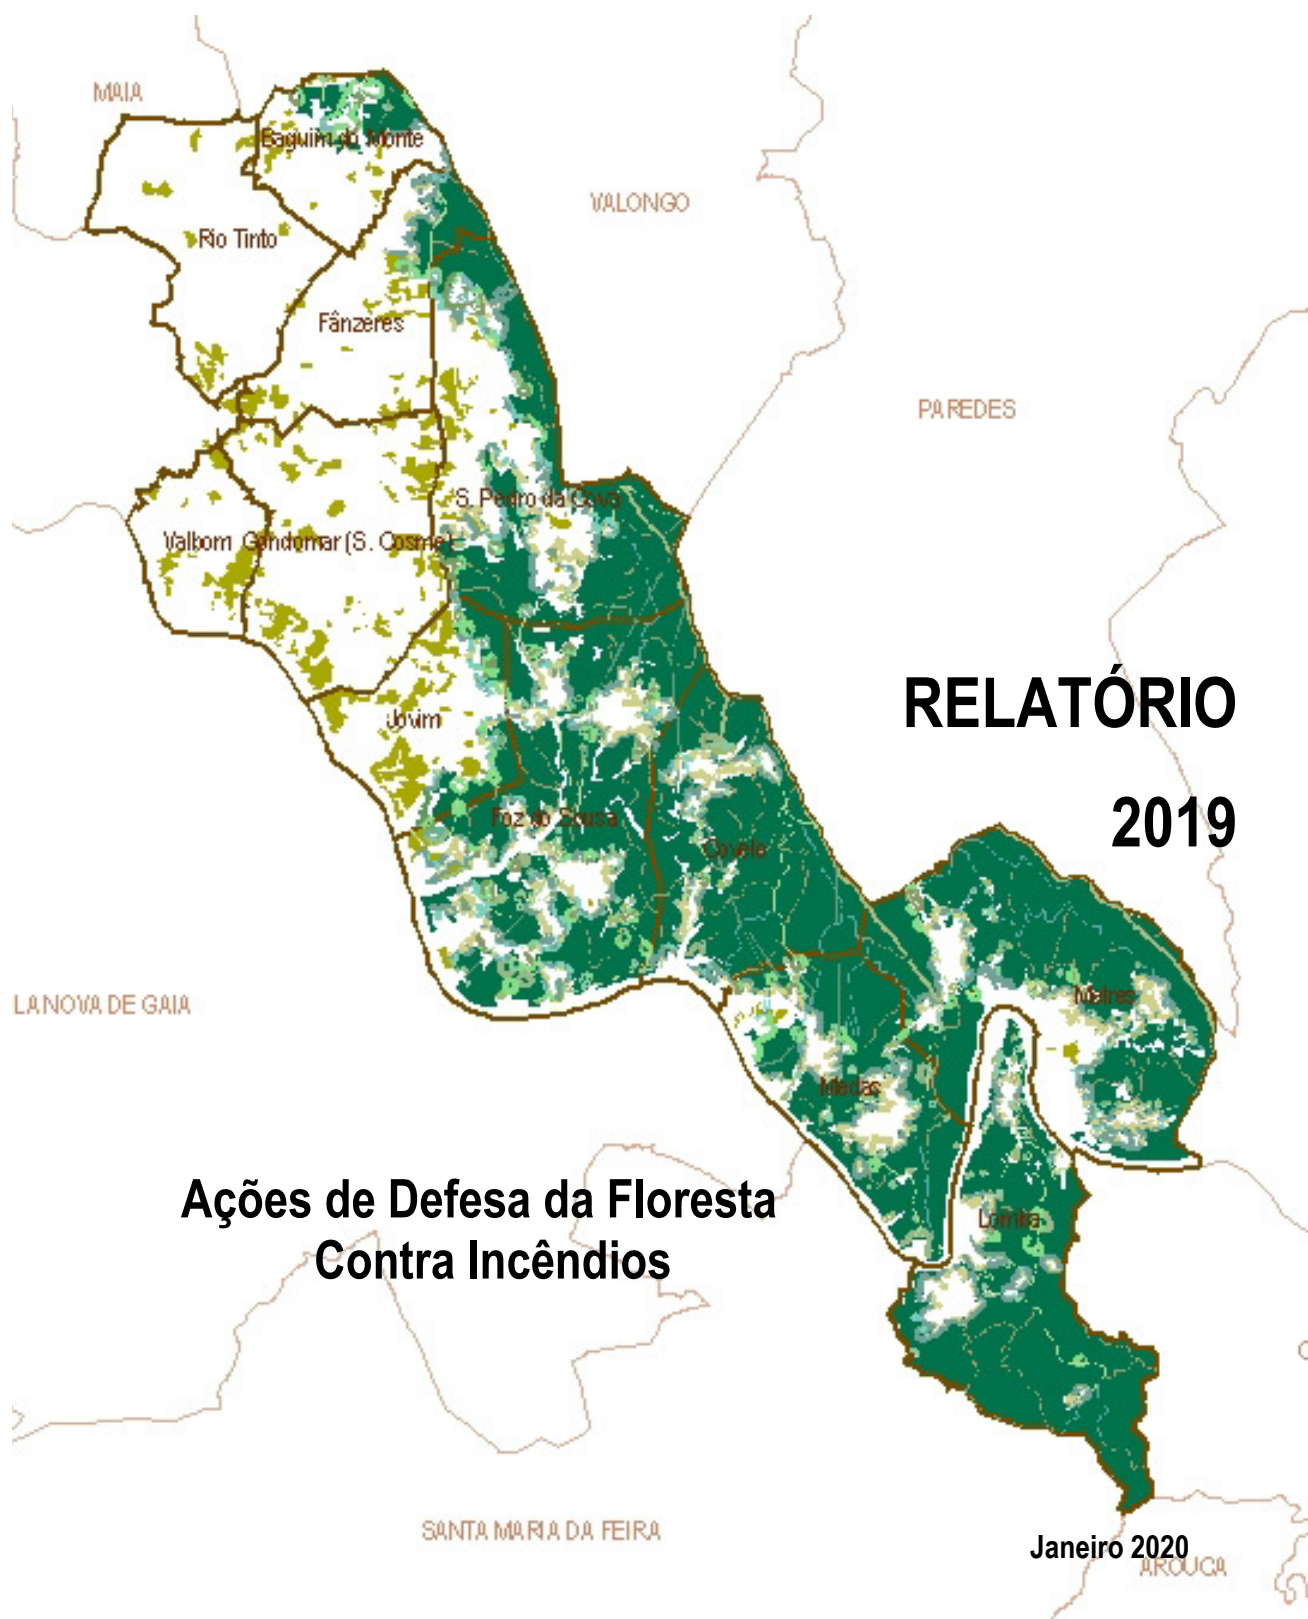 MAIA
Baguim do Monte
VALONGO
Rio Tinto
Fânzeres
PAREDES
S. Pedro da Cova
Valbom Gondomar (S. Cosme)
RELATÓRIO
Jovim
2019
Foz do Sousa
Covelo
LA NOVA DE GAIA
Melres
Medas
Ações de Defesa da Floresta
Lomba
Contra Incêndios
SANTA MARIA DA FEIRA
Janeiro 2020
AROUCA